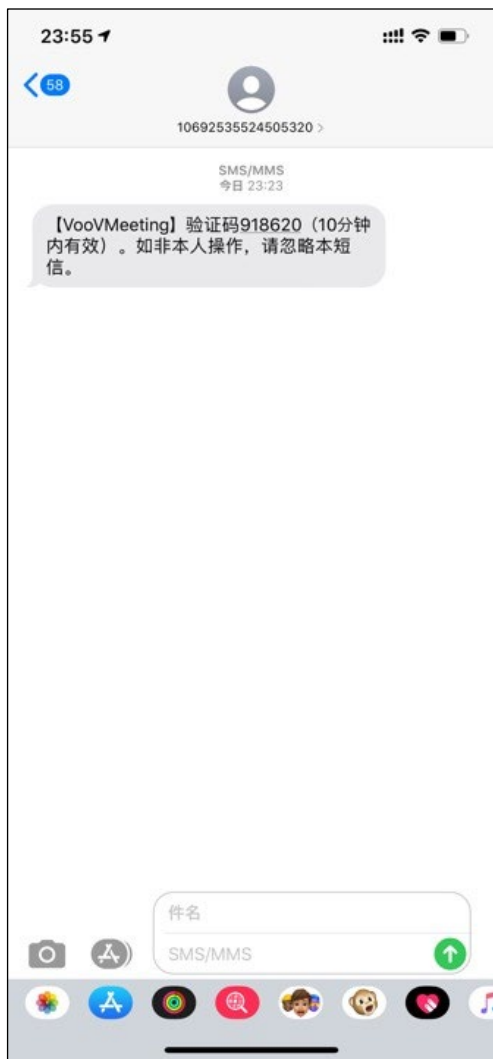 23:55
58
10692535524505320 >
SMS/MMS
今日 23:23
【VooVMeeting】验证码918620（10分钟
内有效）。如非本人操作，请忽略本短
信。
件名
SMS/MMS